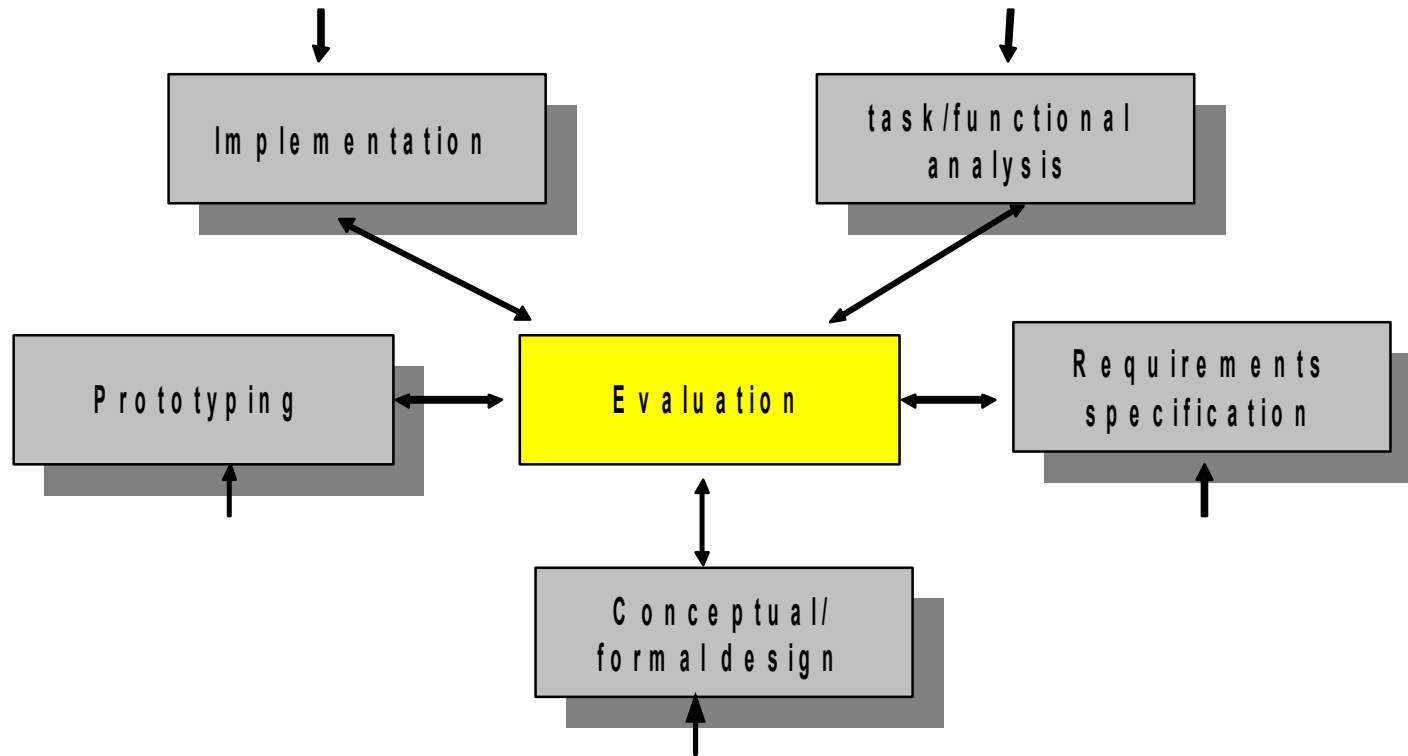 Implementation
task/functional
analysis
Prototyping
Evaluation
Requirements
specification
Conceptual/
formal design